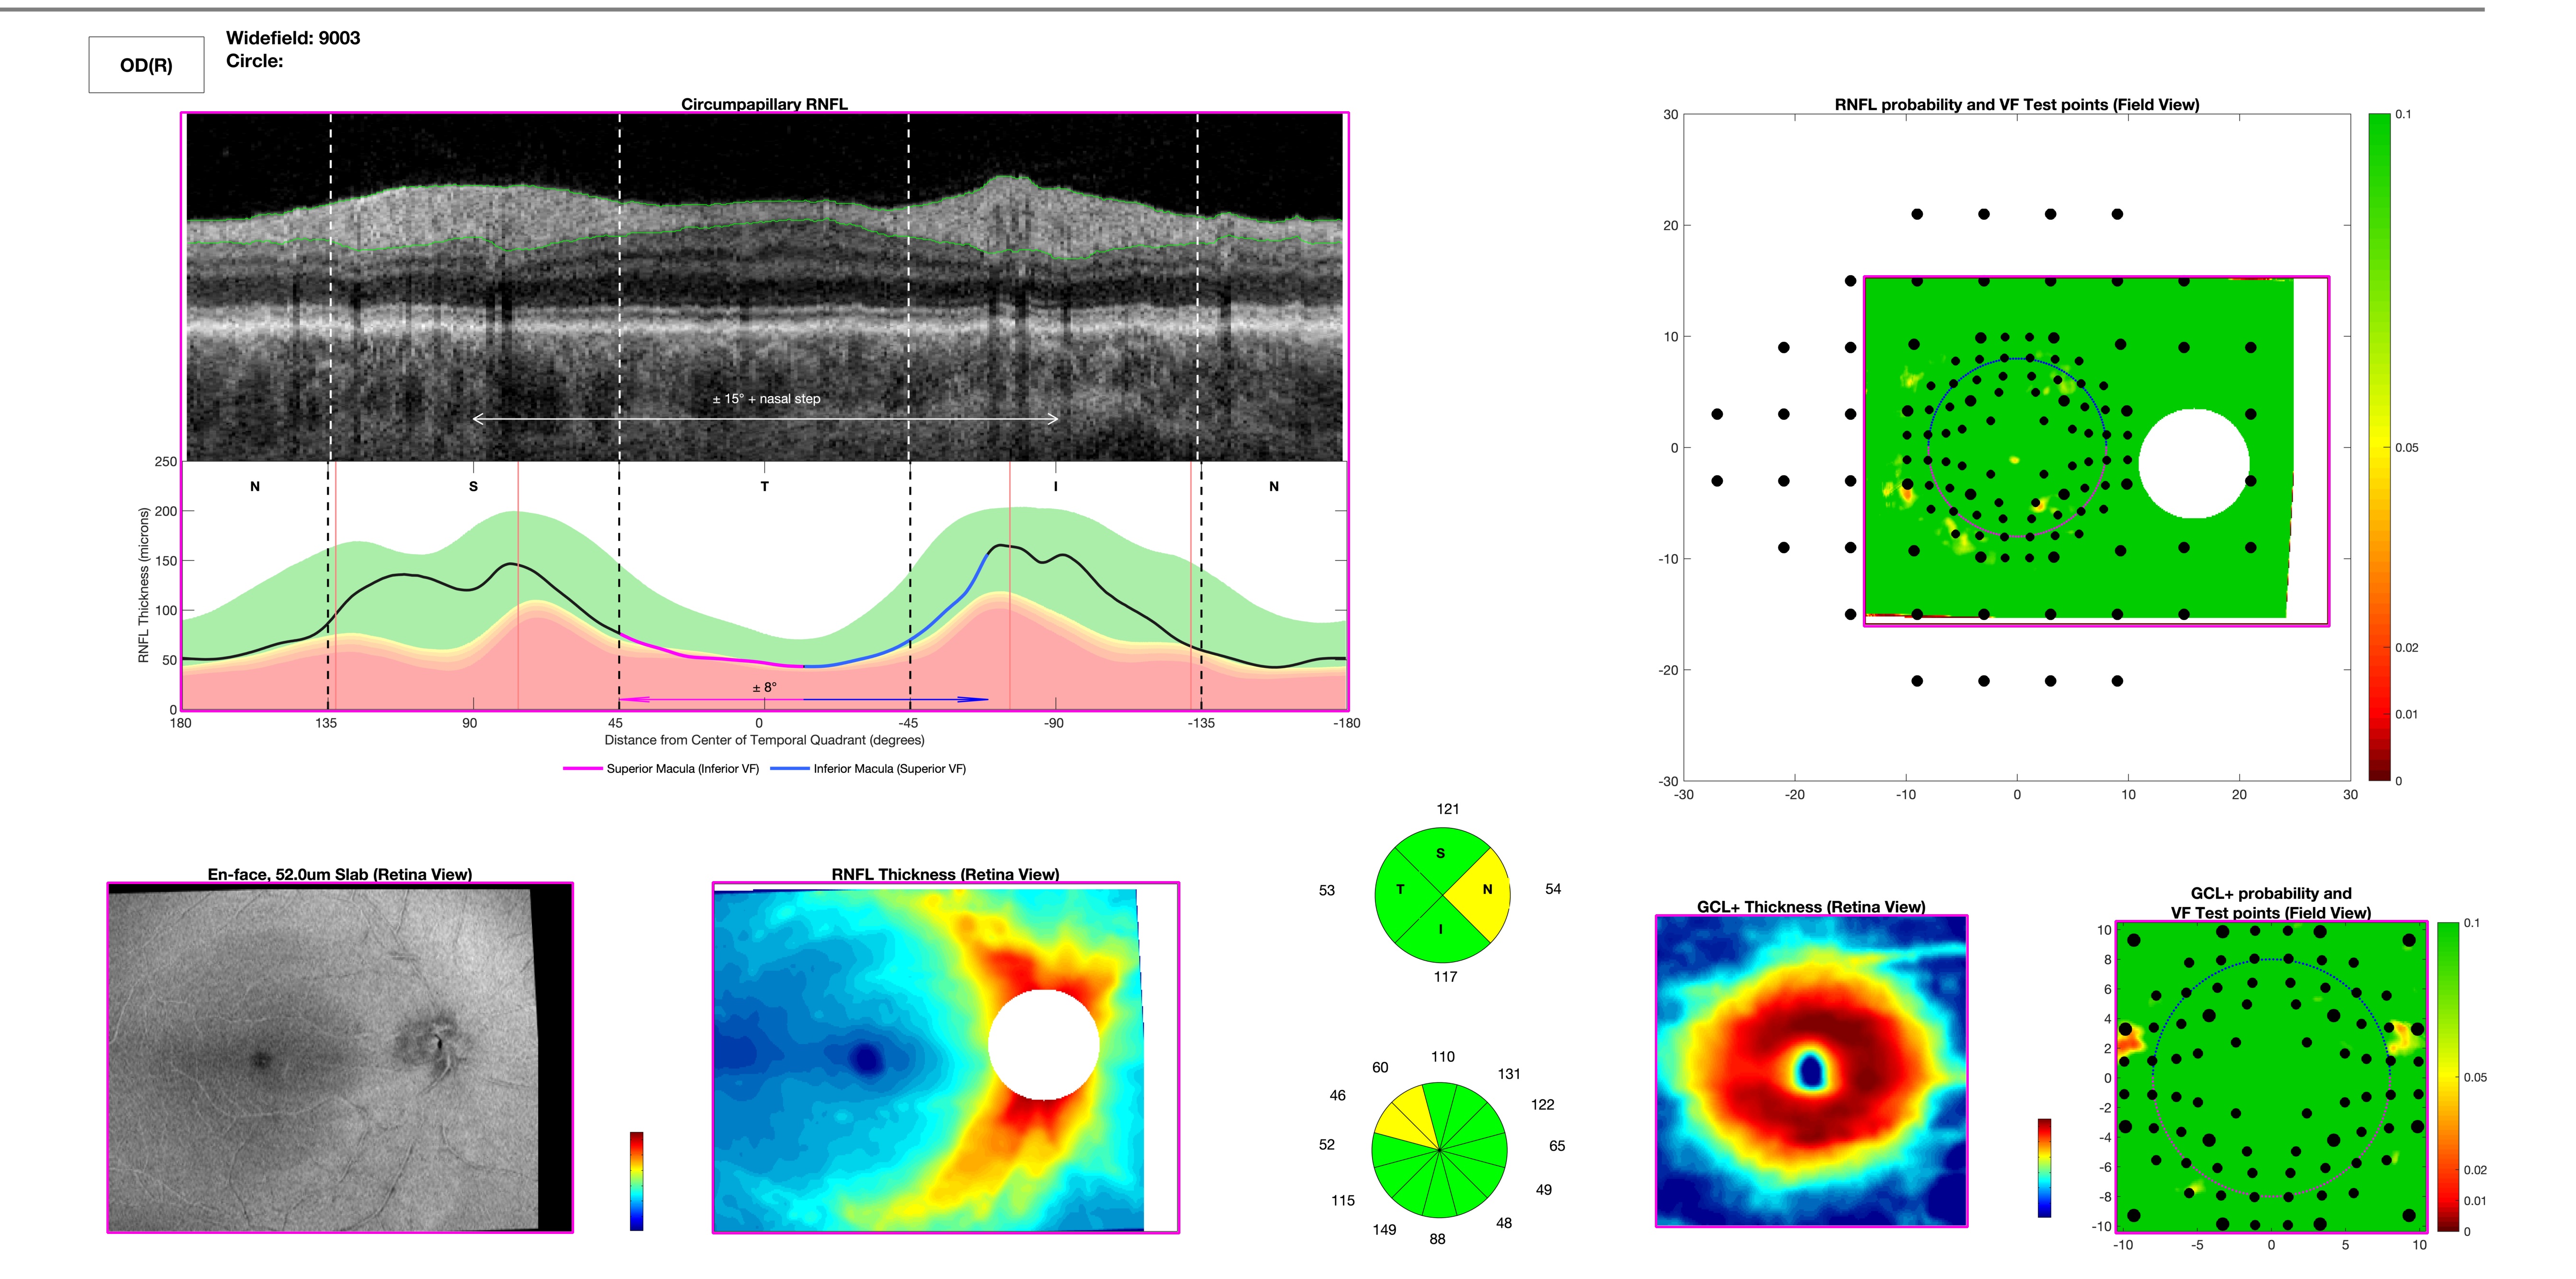 OD(R)
Widefield: 9003
Circle:
Circumpapillary RNFL
± 15° + nasal step
N S T I N
± 8°
250
200
150
100
50
0
RNFL Thickness (microns)
180 135 90 45 0 -45 -90 -135 -180
Distance from Center of Temporal Quadrant (degrees)
Superior Macula (Inferior VF) Inferior Macula (Superior VF)
RNFL probability and VF Test points (Field View)
30
20
10
0
-10
-20
-30
-30 -20 -10 0 10 20 30
0.1
0.05
0.02
0.01
0
En-face, 52.0um Slab (Retina View)
RNFL Thickness (Retina View)
121
S
53 T N 54
I
117
110
60 131
46 122
52 65
115 49
149 48
88
GCL+ Thickness (Retina View)
GCL+ probability and
VF Test points (Field View)
10
8
6
4
2
0
-2
-4
-6
-8
-10
-10 -5 0 5 10
0.1
0.05
0.02
0.01
0